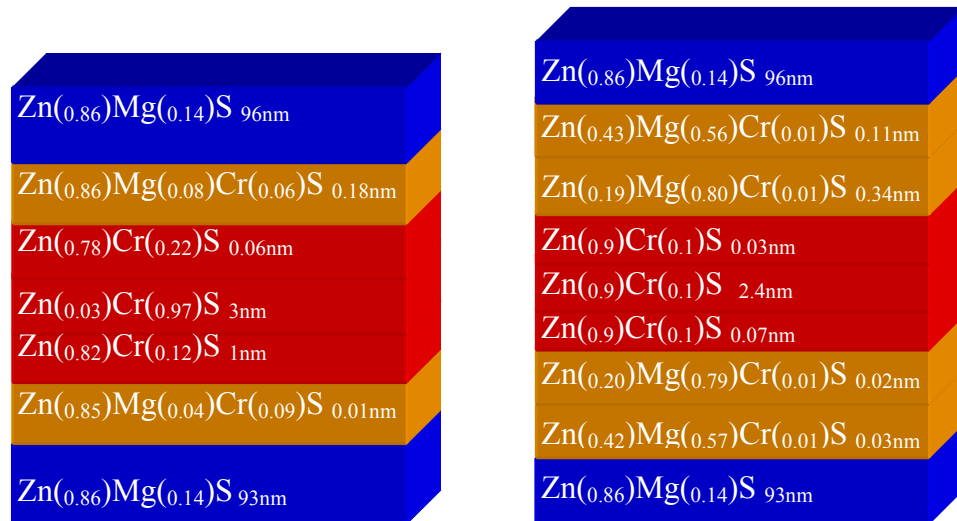 Zn(0.86)Mg(0.14)S 96nm
Zn(0.86)Mg(0.08)Cr(0.06)S 0.18nm
Zn(0.78)Cr(0.22)S 0.06nm
Zn(0.03)Cr(0.97)S 3nm
Zn(0.82)Cr(0.12)S 1nm
Zn(0.85)Mg(0.04)Cr(0.09)S 0.01nm
Zn(0.86)Mg(0.14)S 93nm
Zn(0.86)Mg(0.14)S 96nm
Zn(0.43)Mg(0.56)Cr(0.01)S 0.11nm
Zn(0.19)Mg(0.80)Cr(0.01)S 0.34nm
Zn(0.9)Cr(0.1)S 0.03nm
Zn(0.9)Cr(0.1)S 2.4nm
Zn(0.9)Cr(0.1)S 0.07nm
Zn(0.20)Mg(0.79)Cr(0.01)S 0.02nm
Zn(0.42)Mg(0.57)Cr(0.01)S 0.03nm
Zn(0.86)Mg(0.14)S 93nm